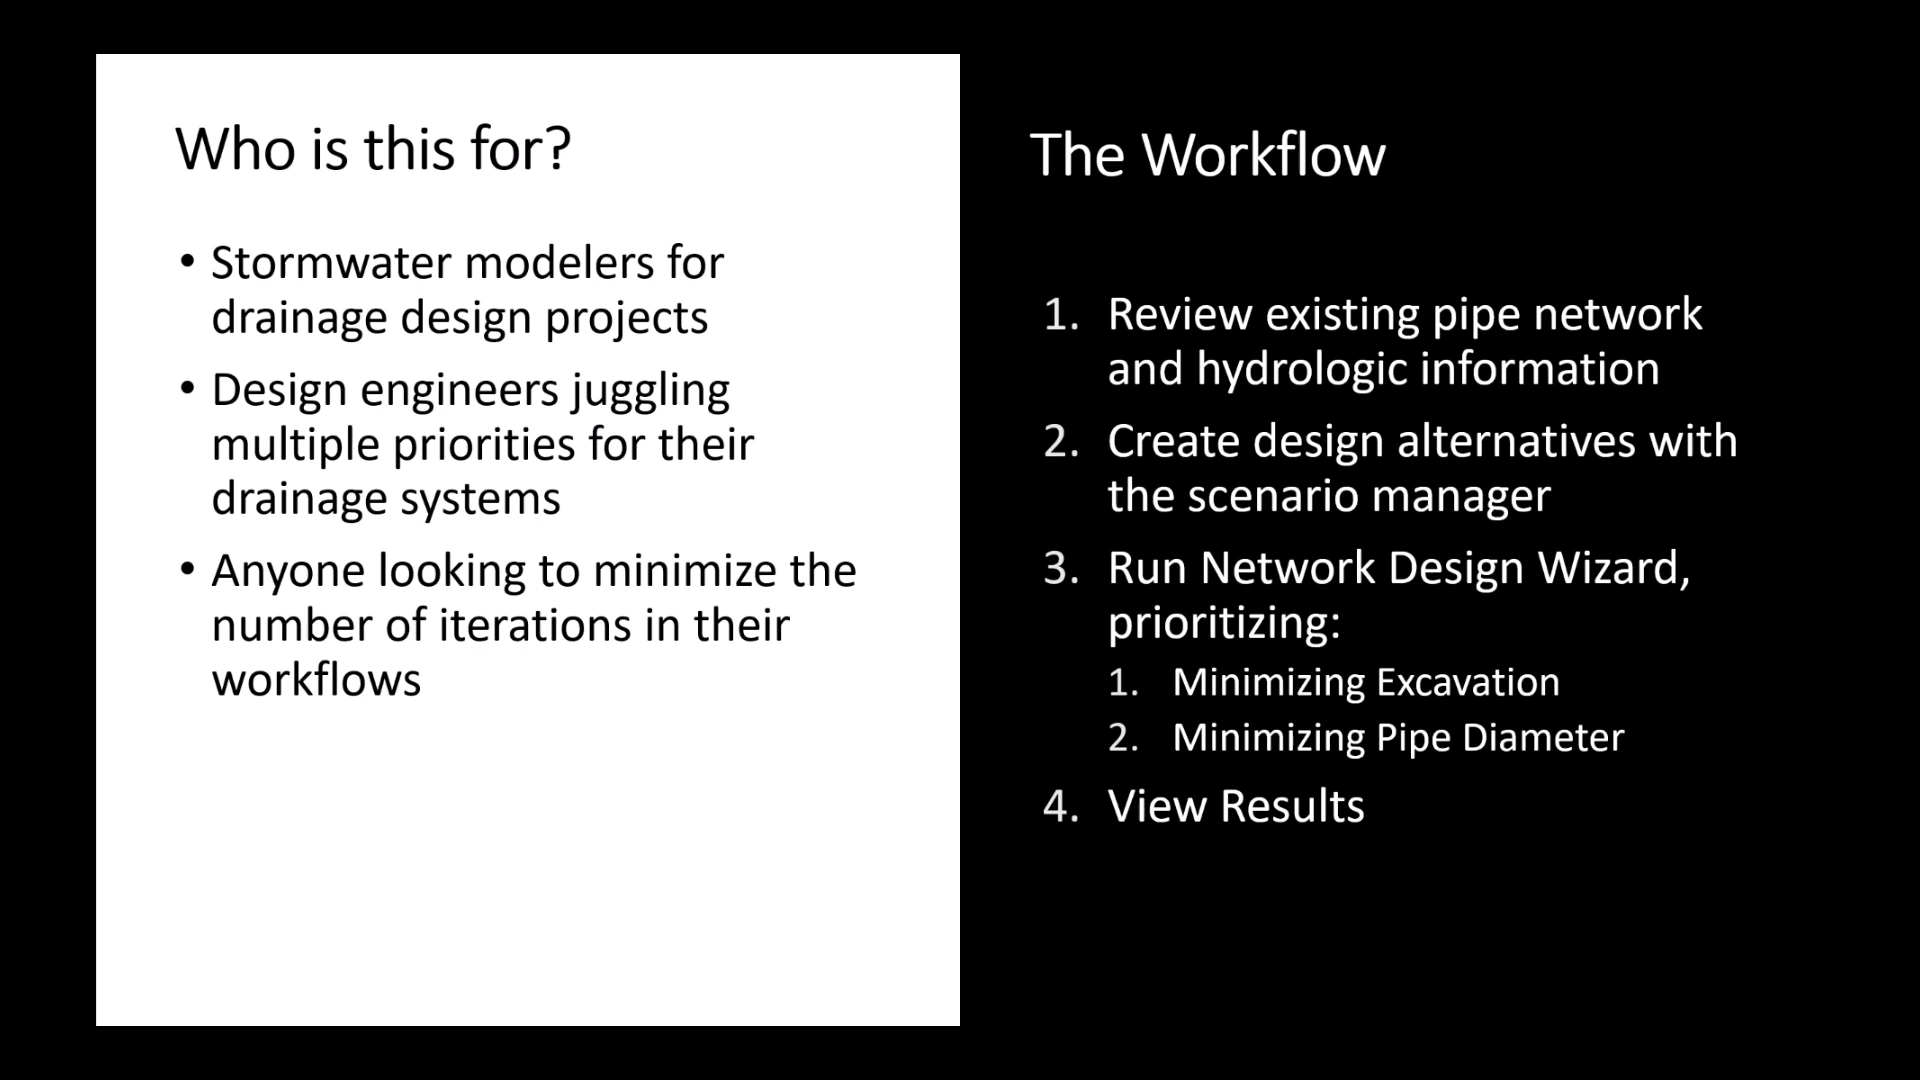 Who is this for?
• Stormwater modelers for
drainage design projects
• Design engineers juggling
multiple priorities for their
drainage systems
• Anyone looking to minimize the
number of iterations in their
workflows
The Workflow
1. Review existing pipe network
and hydrologic information
2. Create design alternatives with
the scenario manager
3. Run Network Design Wizard,
prioritizing:
1. Minimizing Excavation
2. Minimizing Pipe Diameter
4. View Results